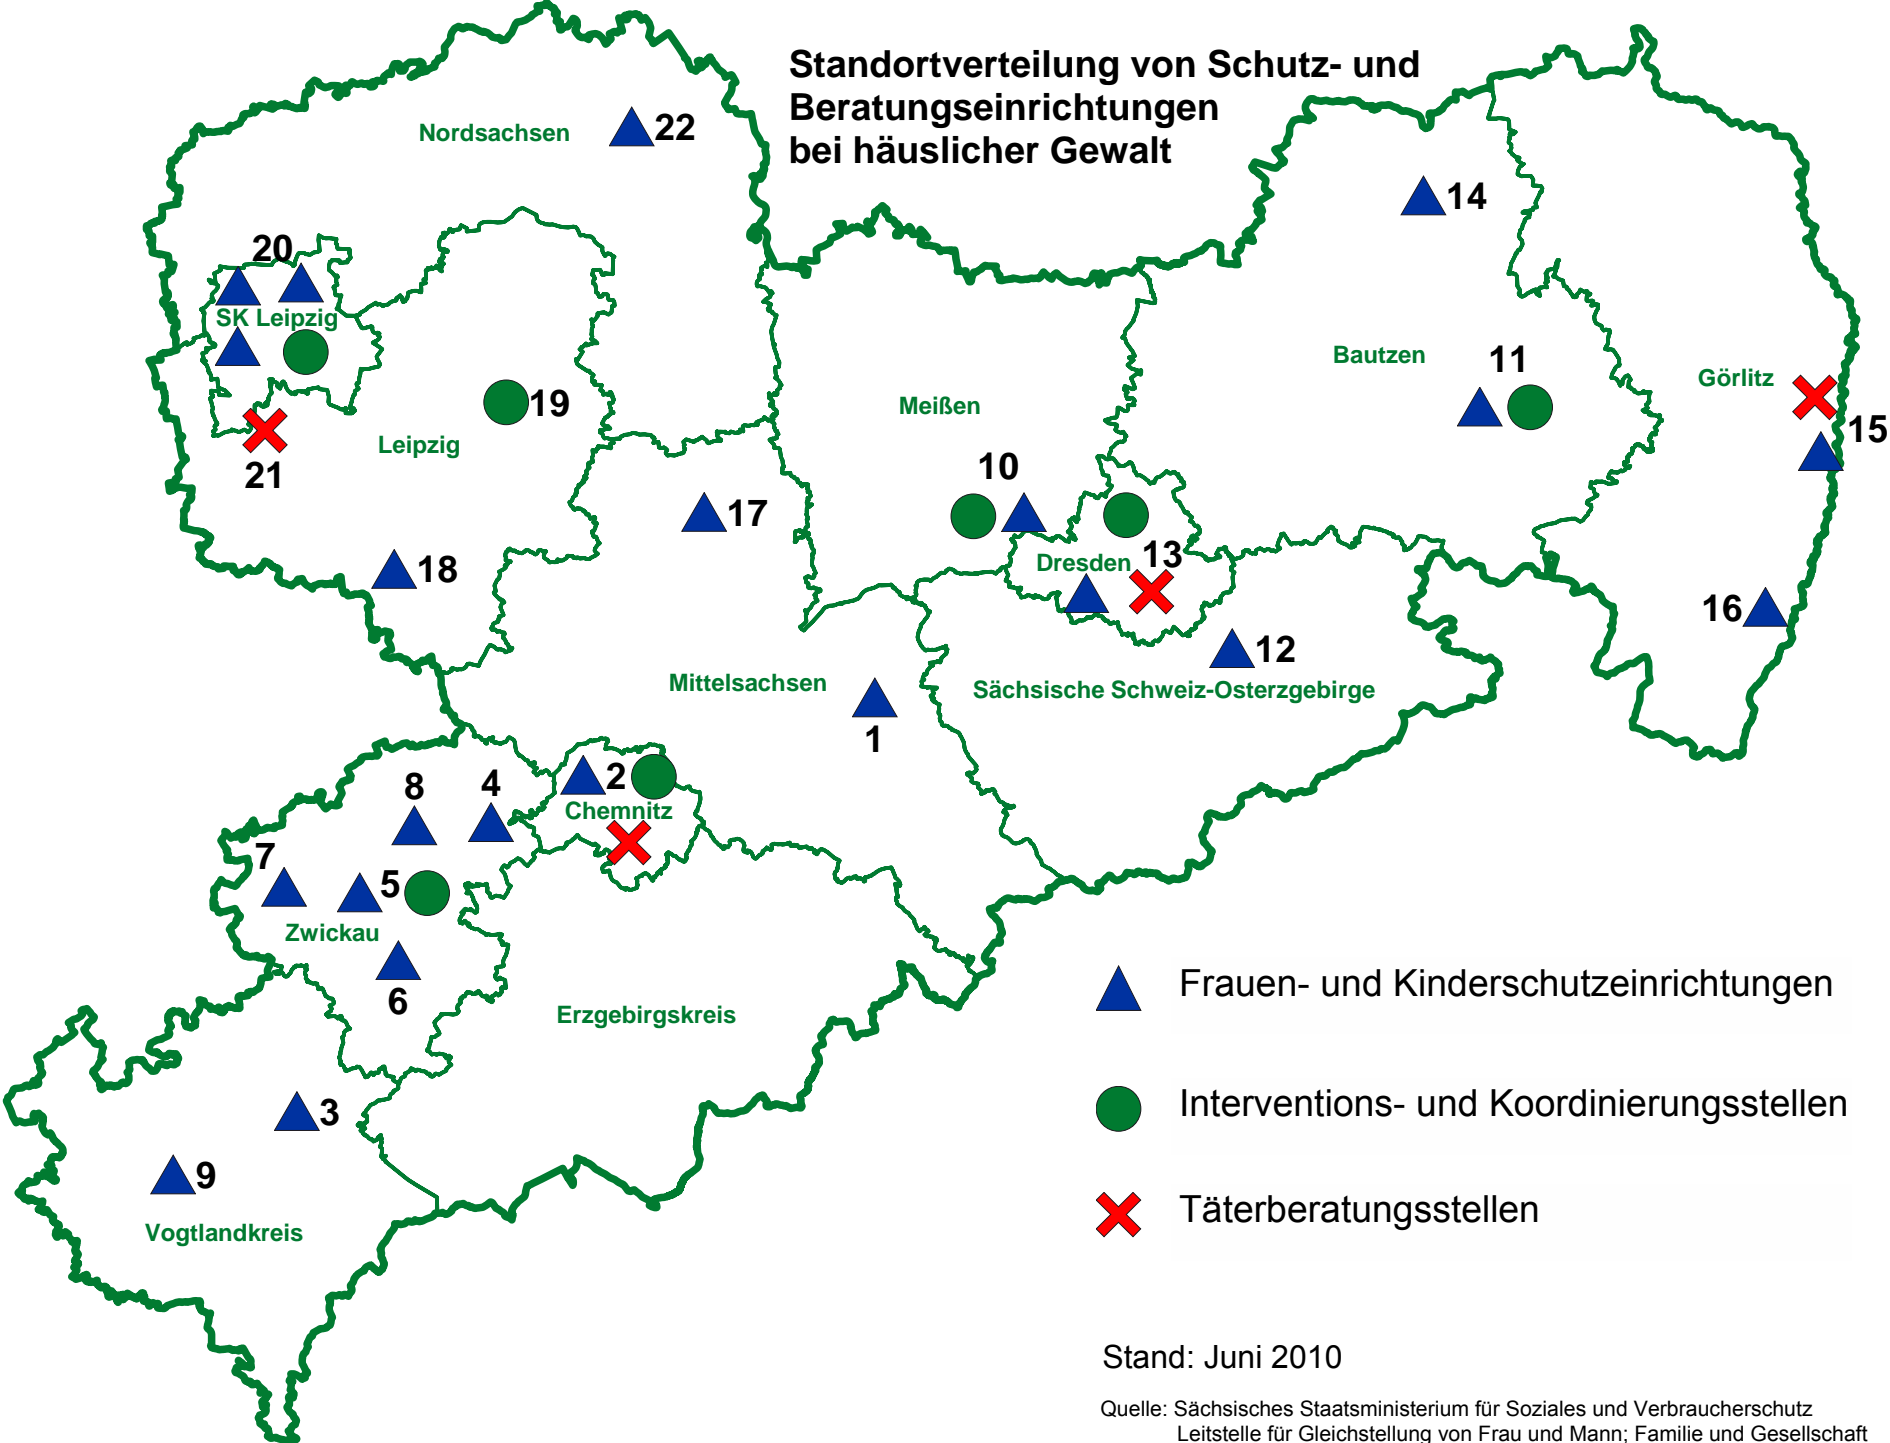 Standortverteilung von Schutz- und
Beratungseinrichtungen
bei häuslicher Gewalt
Nordsachsen
22
14
20
SK Leipzig
19
Leipzig
21
Meißen
10
Bautzen
11
Görlitz
15
17
18
Dresden
13
16
12
Mittelsachsen
Sächsische Schweiz-Osterzgebirge
1
8
4
2
Chemnitz
7
5
Zwickau
6
Erzgebirgskreis
3
9
Vogtlandkreis
Frauen- und Kinderschutzeinrichtungen
Interventions- und Koordinierungsstellen
Täterberatungsstellen
Stand: Juni 2010
Quelle: Sächsisches Staatsministerium für Soziales und Verbraucherschutz
Leitstelle für Gleichstellung von Frau und Mann; Familie und Gesellschaft